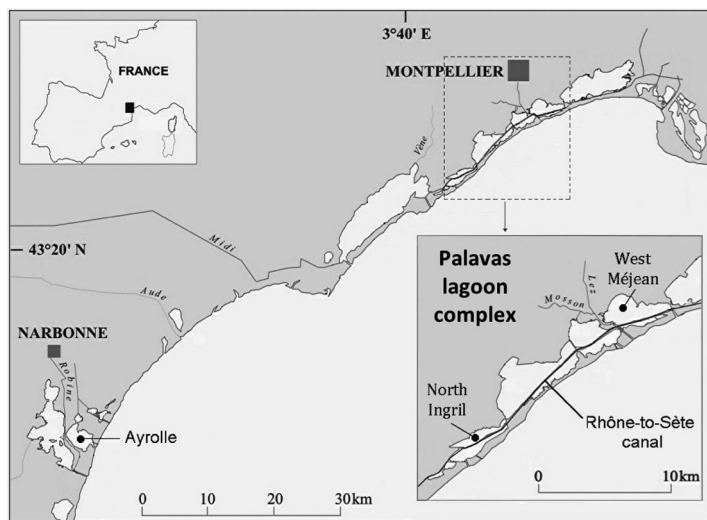 3°40 E
FRANCE
MONTPELLIER
Vène
43°20' N
Midi
Aude
NARBONNE
Robine
Ayrolle
0 10 20 30km
Palavas
lagoon
complex
West
Méjean
Lez
Mosson
North
Ingril
Rhône-to-Sète
canal
0 10km